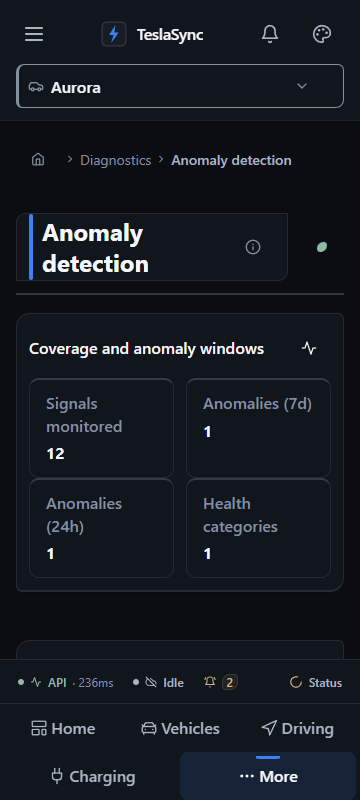 TeslaSync
Aurora
Diagnostics Anomaly detection
Anomaly
detection
Coverage and anomaly windows
Signals
monitored
12
Anomalies (7d)
1
Anomalies
(24h)
1
Health
categories
1
API · 236ms
Idle
2
Status
Home
Vehicles
Driving
Charging
More